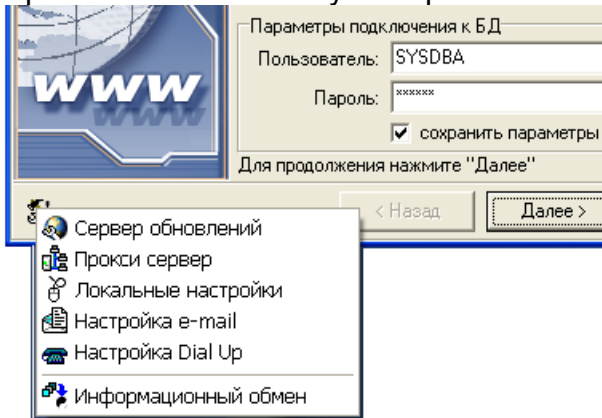 Параметры подключения к БД
Пользователь: SYSDBA
Пароль: ××××××
сохранить параметры
Для продолжения нажмите "Далее"
www
www
< Назад
Далее >
Сервер обновлений
Прокси сервер
Локальные настройки
Настройка e-mail
Настройка Dial Up
Информационный обмен